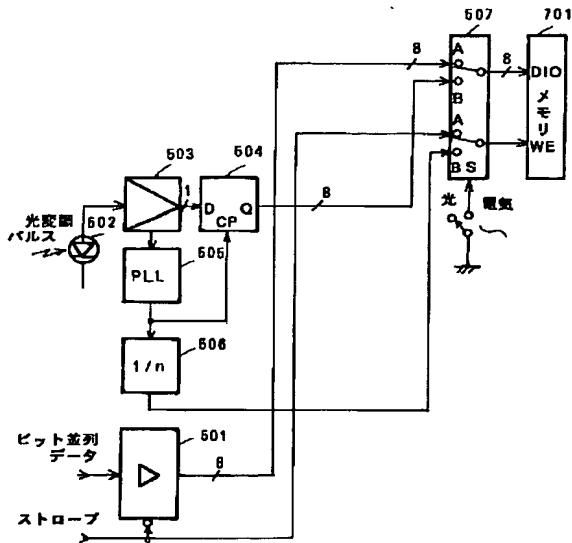 507
701
8
A
8
DIO
B
メモリ
A
WE
B S
503
504
1
D Q
CP
8
光 電気
光変調
パルス
502
505
PLL
506
1/n
501
ビット並列
データ
8
ストローブ